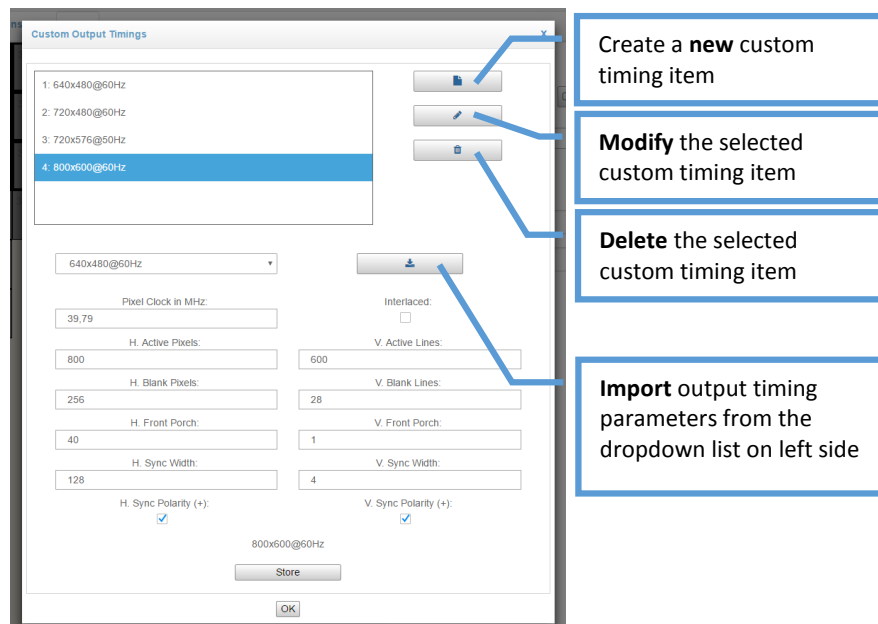 ns
Custom Output Timings
x
1: 640x480@60Hz
2: 720x480@60Hz
3: 720x576@50Hz
4: 800x600@60Hz
640x480@60Hz
Pixel Clock in MHz:
Interlaced:
39,79
H. Active Pixels:
V. Active Lines:
800
600
H. Blank Pixels:
V. Blank Lines:
256
28
H. Front Porch:
V. Front Porch:
40
1
H. Sync Width:
V. Sync Width:
128
4
H. Sync Polarity (+):
V. Sync Polarity (+):
800x600@60Hz
Store
OK
Create a new custom
timing item
Modify the selected
custom timing item
Delete the selected
custom timing item
Import output timing
parameters from the
dropdown list on left side